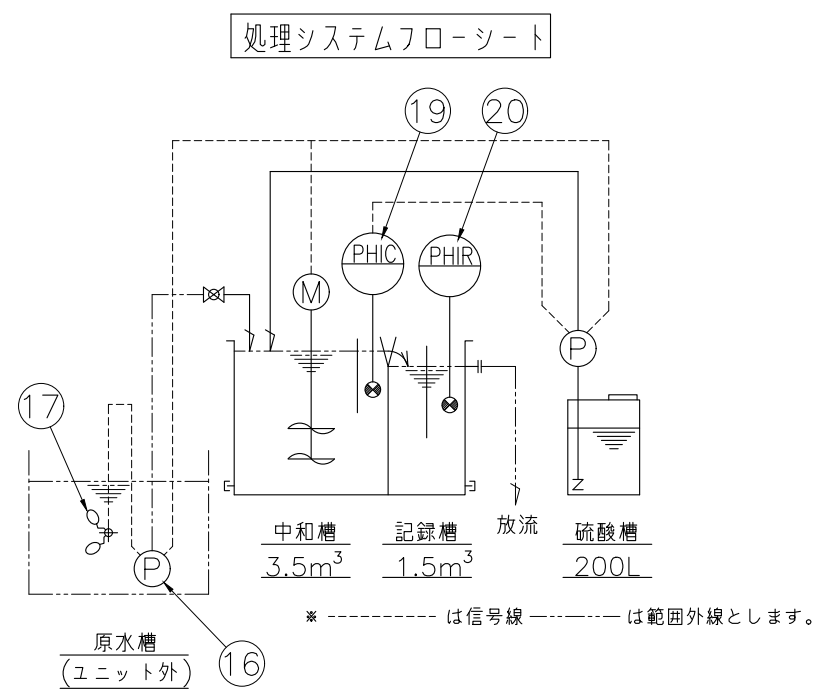 処理システムフローシート
19
20
PHIC
PHIR
M
P
17
P
16
中和槽
3.5m³
記録槽
1.5m³
放流
硫酸槽
200L
※ ---------- は信号線 —--—--— は範囲外線とします。
原水槽
(ユニット外)